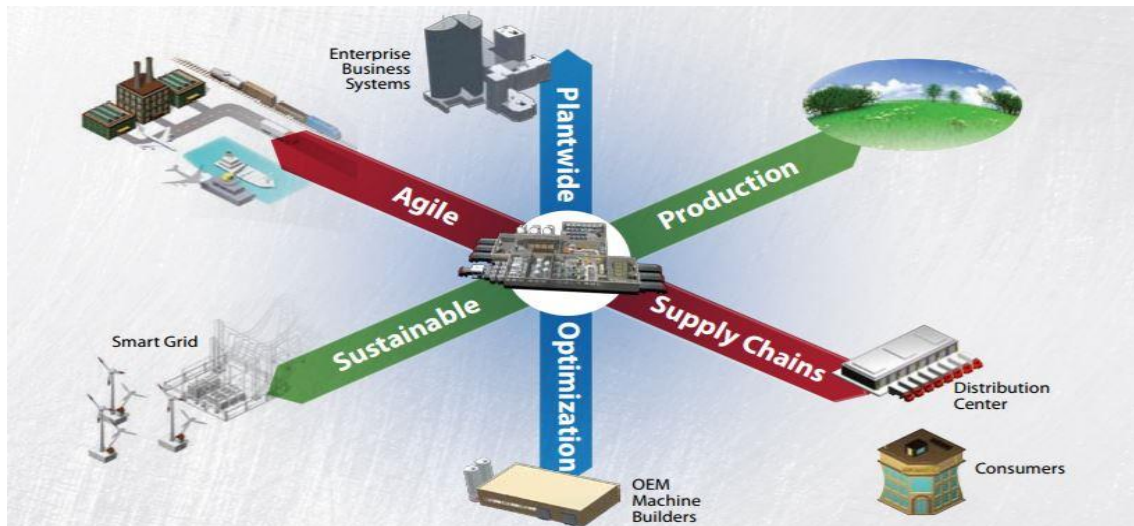 Enterprise
Business
Systems
Plantwide
Production
Agile
Sustainable
Supply Chains
Optimization
Smart Grid
Distribution
Center
OEM
Machine
Builders
Consumers